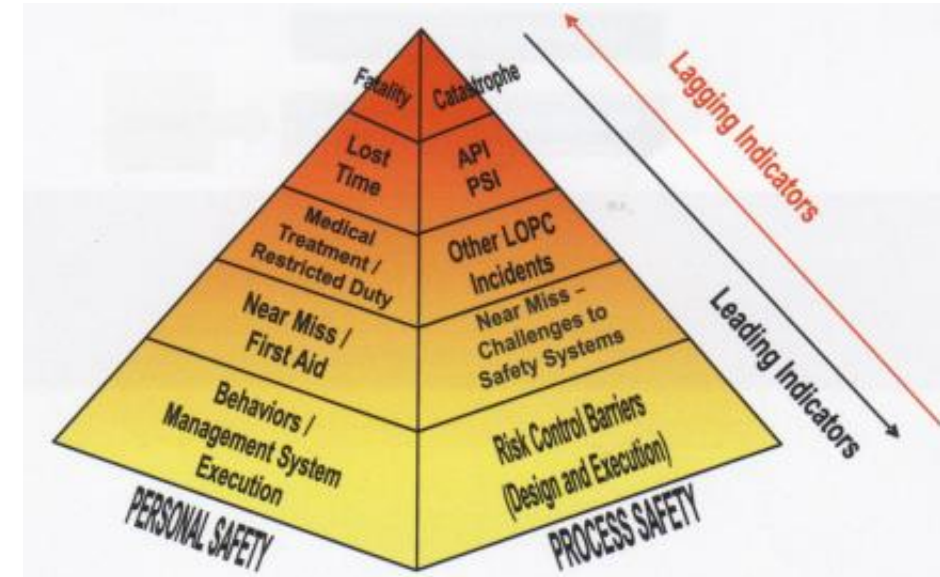 Fatality
Catastrophe
Lost
Time
API
PSI
Medical
Treatment /
Restricted Duty
Other LOPC
Incidents
Near Miss /
First Aid
Near Miss –
Challenges to
Safety Systems
Behaviors /
Management System
Execution
Risk Control Barriers
(Design and Execution)
PERSONAL SAFETY
PROCESS SAFETY
Lagging Indicators
Leading Indicators